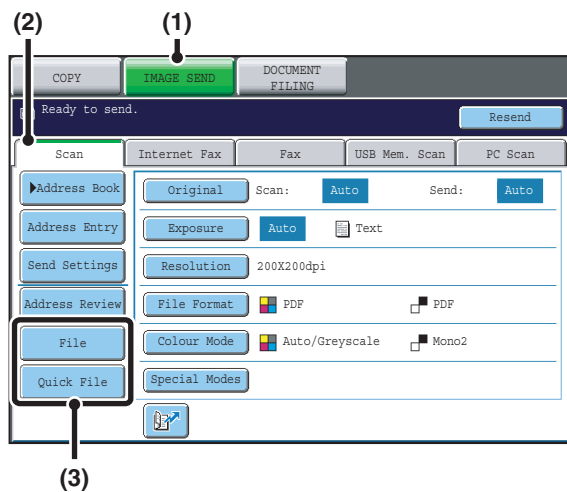 (2) (1)
COPY IMAGE SEND DOCUMENT FILING
Ready to send. Resend
Scan Internet Fax Fax USB Mem. Scan PC Scan
Address Book Original Scan: Auto Send: Auto
Address Entry Exposure Auto Text
Send Settings Resolution 200X200dpi
Address Review File Format PDF PDF
File Colour Mode Auto/Greyscale Mono2
Quick File Special Modes
(3)